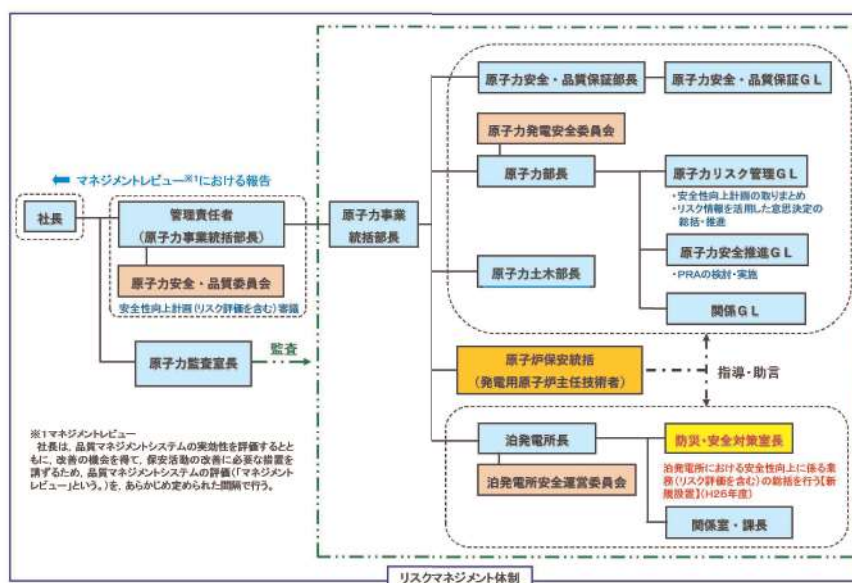 原子力安全・品質保証部長
原子力安全・品質保証GL
原子力発電安全委員会
原子力部長
原子力リスク管理GL
・安全性向上計画の取りまとめ
・リスク情報を活用した意思決定の
総括・推進
原子力安全推進GL
・PRAの検討・実施
関係GL
原子力土木部長
マネジメントレビュー※1における報告
社長
管理責任者
(原子力事業統括部長)
原子力安全・品質委員会
安全性向上計画(リスク評価を含む)審議
原子力事業
統括部長
原子力監査室長
監査
原子炉保安統括
(発電用原子炉主任技術者)
指導・助言
泊発電所長
泊発電所安全運営委員会
防災・安全対策室長
泊発電所における安全性向上に係る業
務(リスク評価を含む)の総括を行う【新
規設置】(H26年度)
関係室・課長
※1マネジメントレビュー
社長は、品質マネジメントシステムの実効性を評価するとと
もに、改善の機会を得て、保安活動の改善に必要な措置を
講ずるため、品質マネジメントシステムの評価(「マネジメント
レビュー」という。)を、あらかじめ定められた間隔で行う。
リスクマネジメント体制